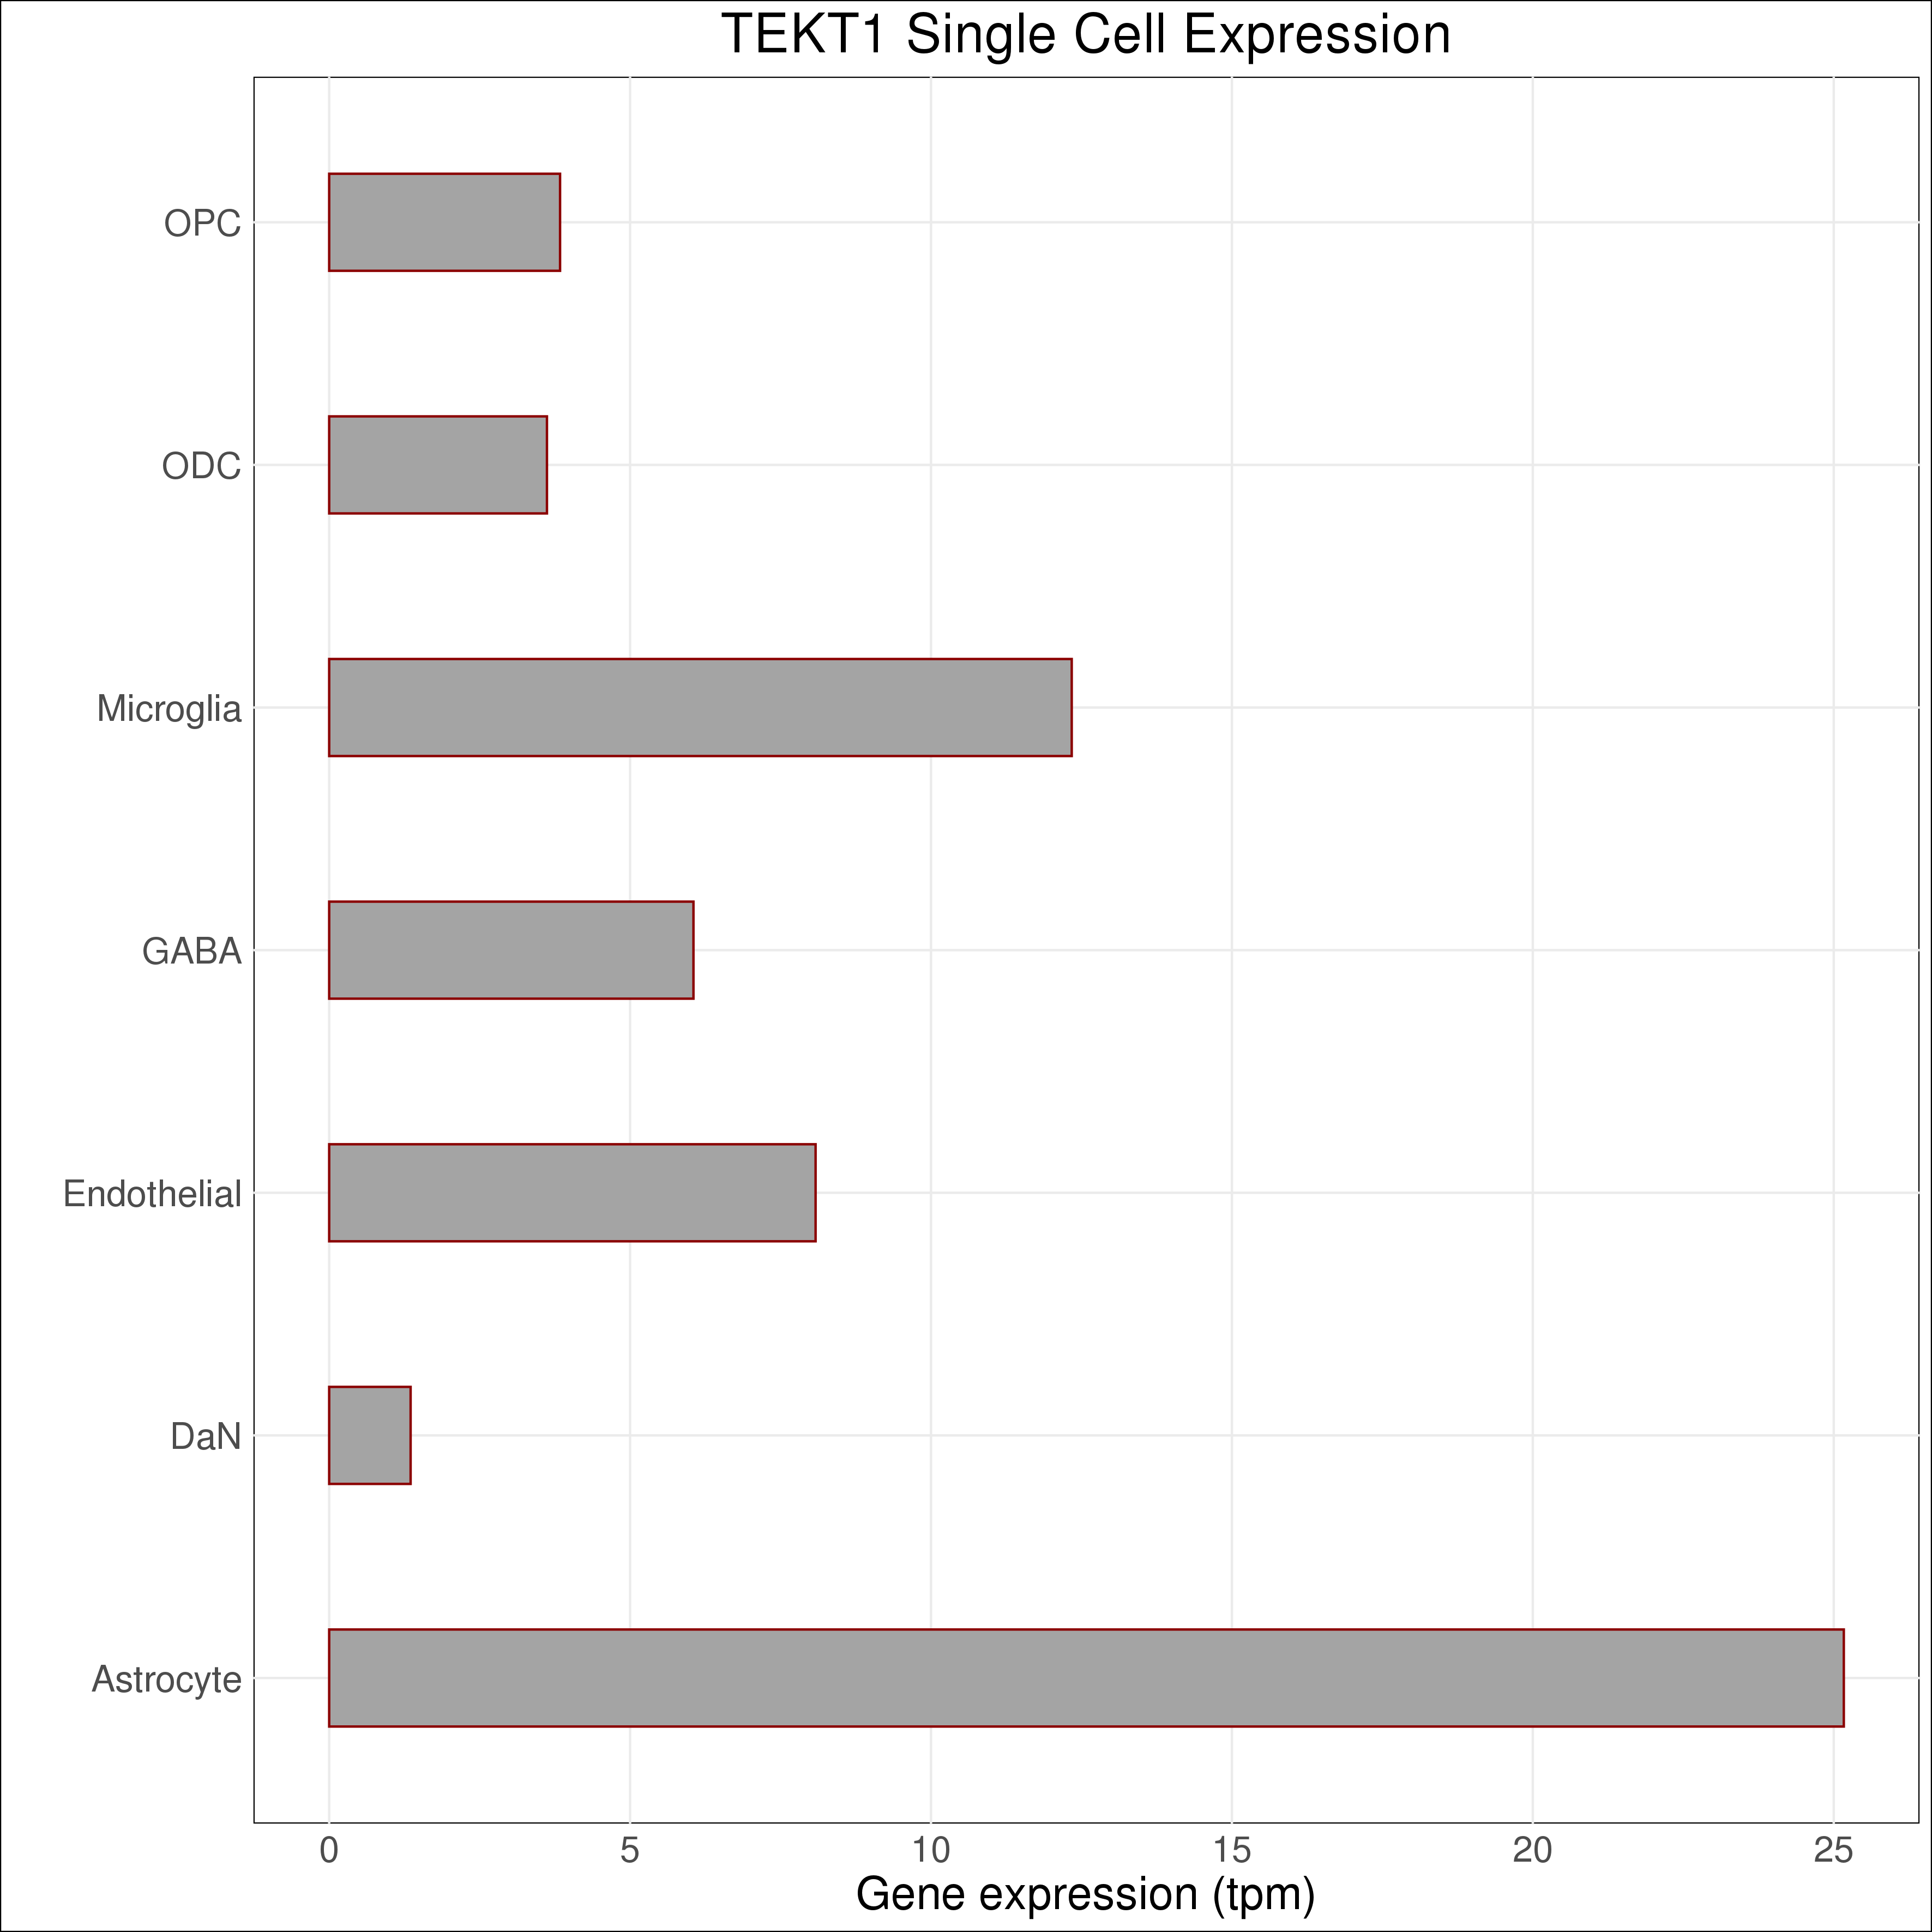 TEKT1 Single Cell Expression
OPC
ODC
Microglia
GABA
Endothelial
DaN
Astrocyte
0 5 10 15 20 25
Gene expression (tpm)